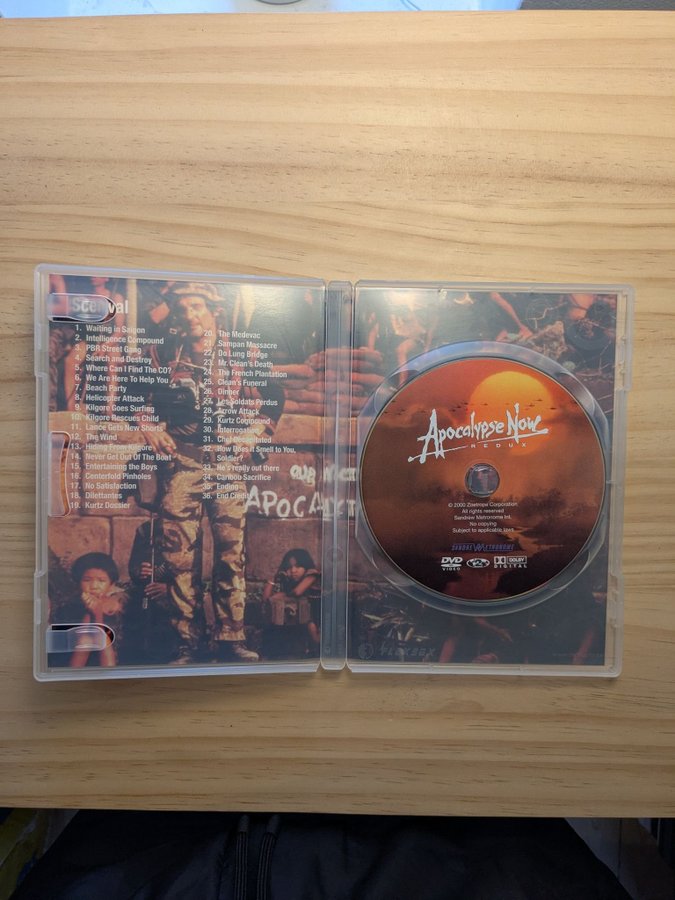 Scenevalg
1. Waiting in Saigon
2. Intelligence Compound
3. PBR Street Gang
4. Search and Destroy
5. Where Can I Find The CO?
6. We Are Here To Help You
7. Beach Party
8. Helicopter Attack
9. Kilgore Goes Surfing
10. Kilgore Rescues Child
11. Lance Gets New Shorts
12. The Wind
13. Hiding From Kilgore
14. Never Get Out Of The Boat
15. Entertaining the Boys
16. Centerfold Pinholes
17. No Satisfaction
18. Dilettantes
19. Kurtz Dossier
20. The Medevac
21. Sampan Massacre
22. Do Lung Bridge
23. Mr. Clean's Death
24. The French Plantation
25. Clean's Funeral
26. Dinner
27. Let Soldats Perdus
28. Arrow Attack
29. Kurtz Compound
30. Interrogation
31. Chef Decapitated
32. How Does it Smell to You,
Soldier?
33. He's really out there
34. Caribou Sacrifice
35. Ending
36. End Credits
OUR MOTTO
APOCALYPSE
Apocalypse Now
REDUX
© 2000 Zoetrope Corporation.
All rights reserved
Sandrew Metronome Int.
No copying
Subject to applicable laws.
SANDREW METRONOME
DVD
VIDEO
2
DOLBY
DIGITAL
FLEXBOX